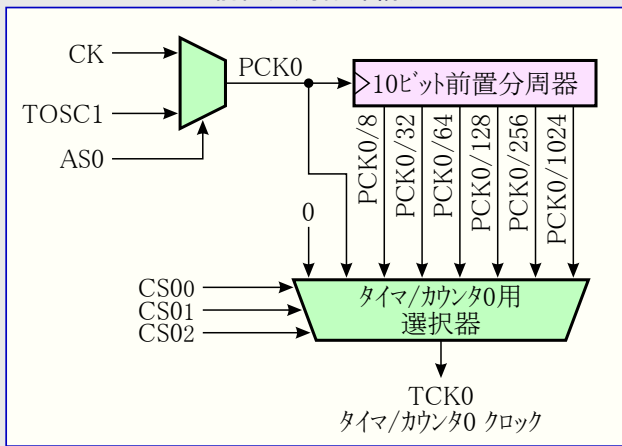 CK
PCK0
TOSC1
AS0
10ビット前置分周器
PCK0/8
PCK0/32
PCK0/64
PCK0/128
PCK0/256
PCK0/1024
0
CS00
CS01
CS02
タイマ/カウンタ0用
選択器
TCK0
タイマ/カウンタ0 クロック